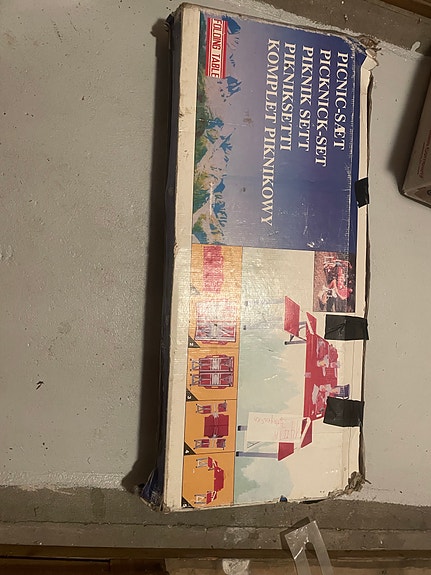 FOLDING TABLE
PICNIC-SÆT
PICKNICK-SET
PIKNIK SETT
PIKNIKSETTI
KOMPLET PIKNIKOWY